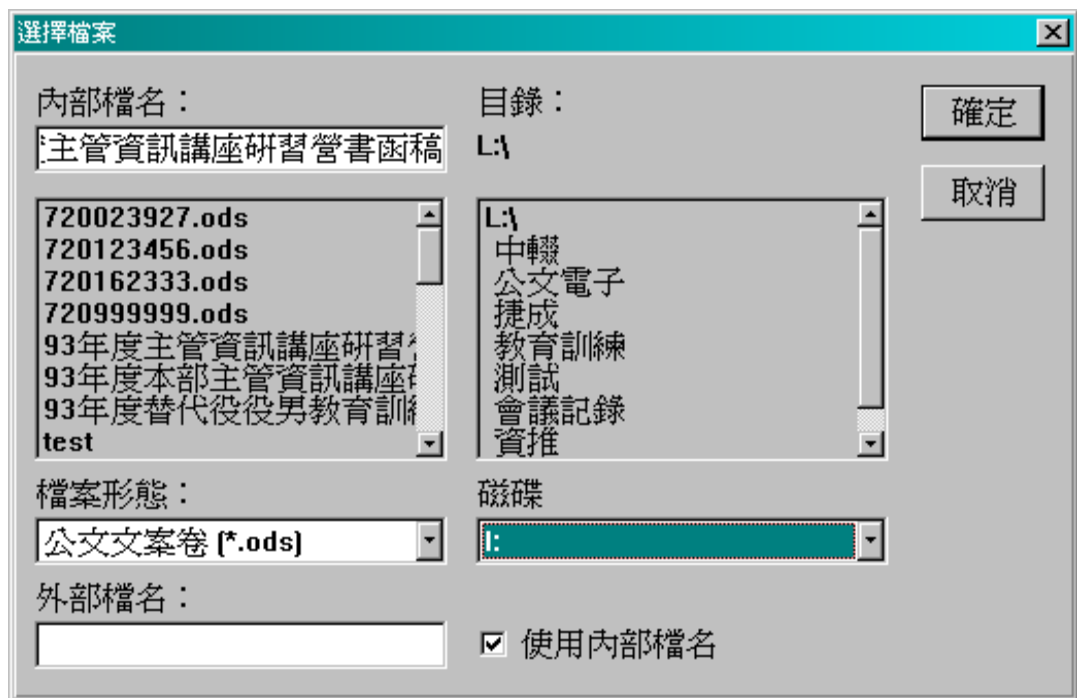 選擇檔案
內部檔名：
主管資訊講座研習營書函稿
720023927.ods
720123456.ods
720162333.ods
720999999.ods
93年度主管資訊講座研習
93年度本部主管資訊講座
93年度替代役役男教育訓
test
檔案形態：
公文文案卷 (*.ods)
外部檔名：
目錄：
L:\
L:\
中輟
公文電子
捷成
教育訓練
測試
會議記錄
資推
磁碟
l:
使用內部檔名
確定
取消